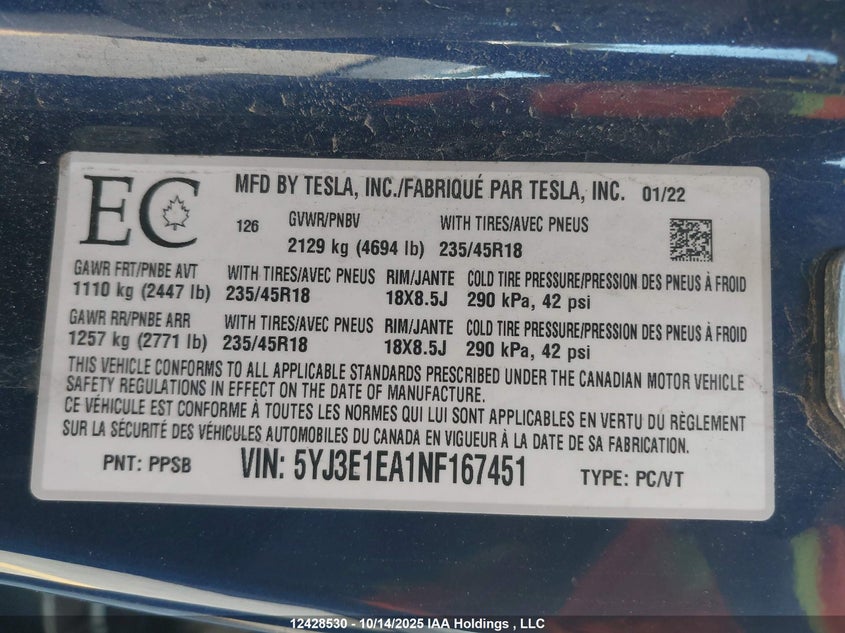 EC
MFD BY TESLA, INC./FABRIQUÉ PAR TESLA, INC. 01/22
126 GVWR/PNBV WITH TIRES/AVEC PNEUS
2129 kg (4694 lb) 235/45R18
GAWR FRT/PNBE AVT WITH TIRES/AVEC PNEUS RIM/JANTE COLD TIRE PRESSURE/PRESSION DES PNEUS À FROID
1110 kg (2447 lb) 235/45R18 18X8.5J 290 kPa, 42 psi
GAWR RR/PNBE ARR WITH TIRES/AVEC PNEUS RIM/JANTE COLD TIRE PRESSURE/PRESSION DES PNEUS À FROID
1257 kg (2771 lb) 235/45R18 18X8.5J 290 kPa, 42 psi
THIS VEHICLE CONFORMS TO ALL APPLICABLE STANDARDS PRESCRIBED UNDER THE CANADIAN MOTOR VEHICLE
SAFETY REGULATIONS IN EFFECT ON THE DATE OF MANUFACTURE.
CE VÉHICULE EST CONFORME À TOUTES LES NORMES QUI LUI SONT APPLICABLES EN VERTU DU RÈGLEMENT
SUR LA SÉCURITÉ DES VÉHICULES AUTOMOBILES DU CANADA EN VIGUEUR À LA DATE DE SA FABRICATION.
PNT: PPSB VIN: 5YJ3E1EA1NF167451 TYPE: PC/VT
12428530 - 10/14/2025 IAA Holdings , LLC